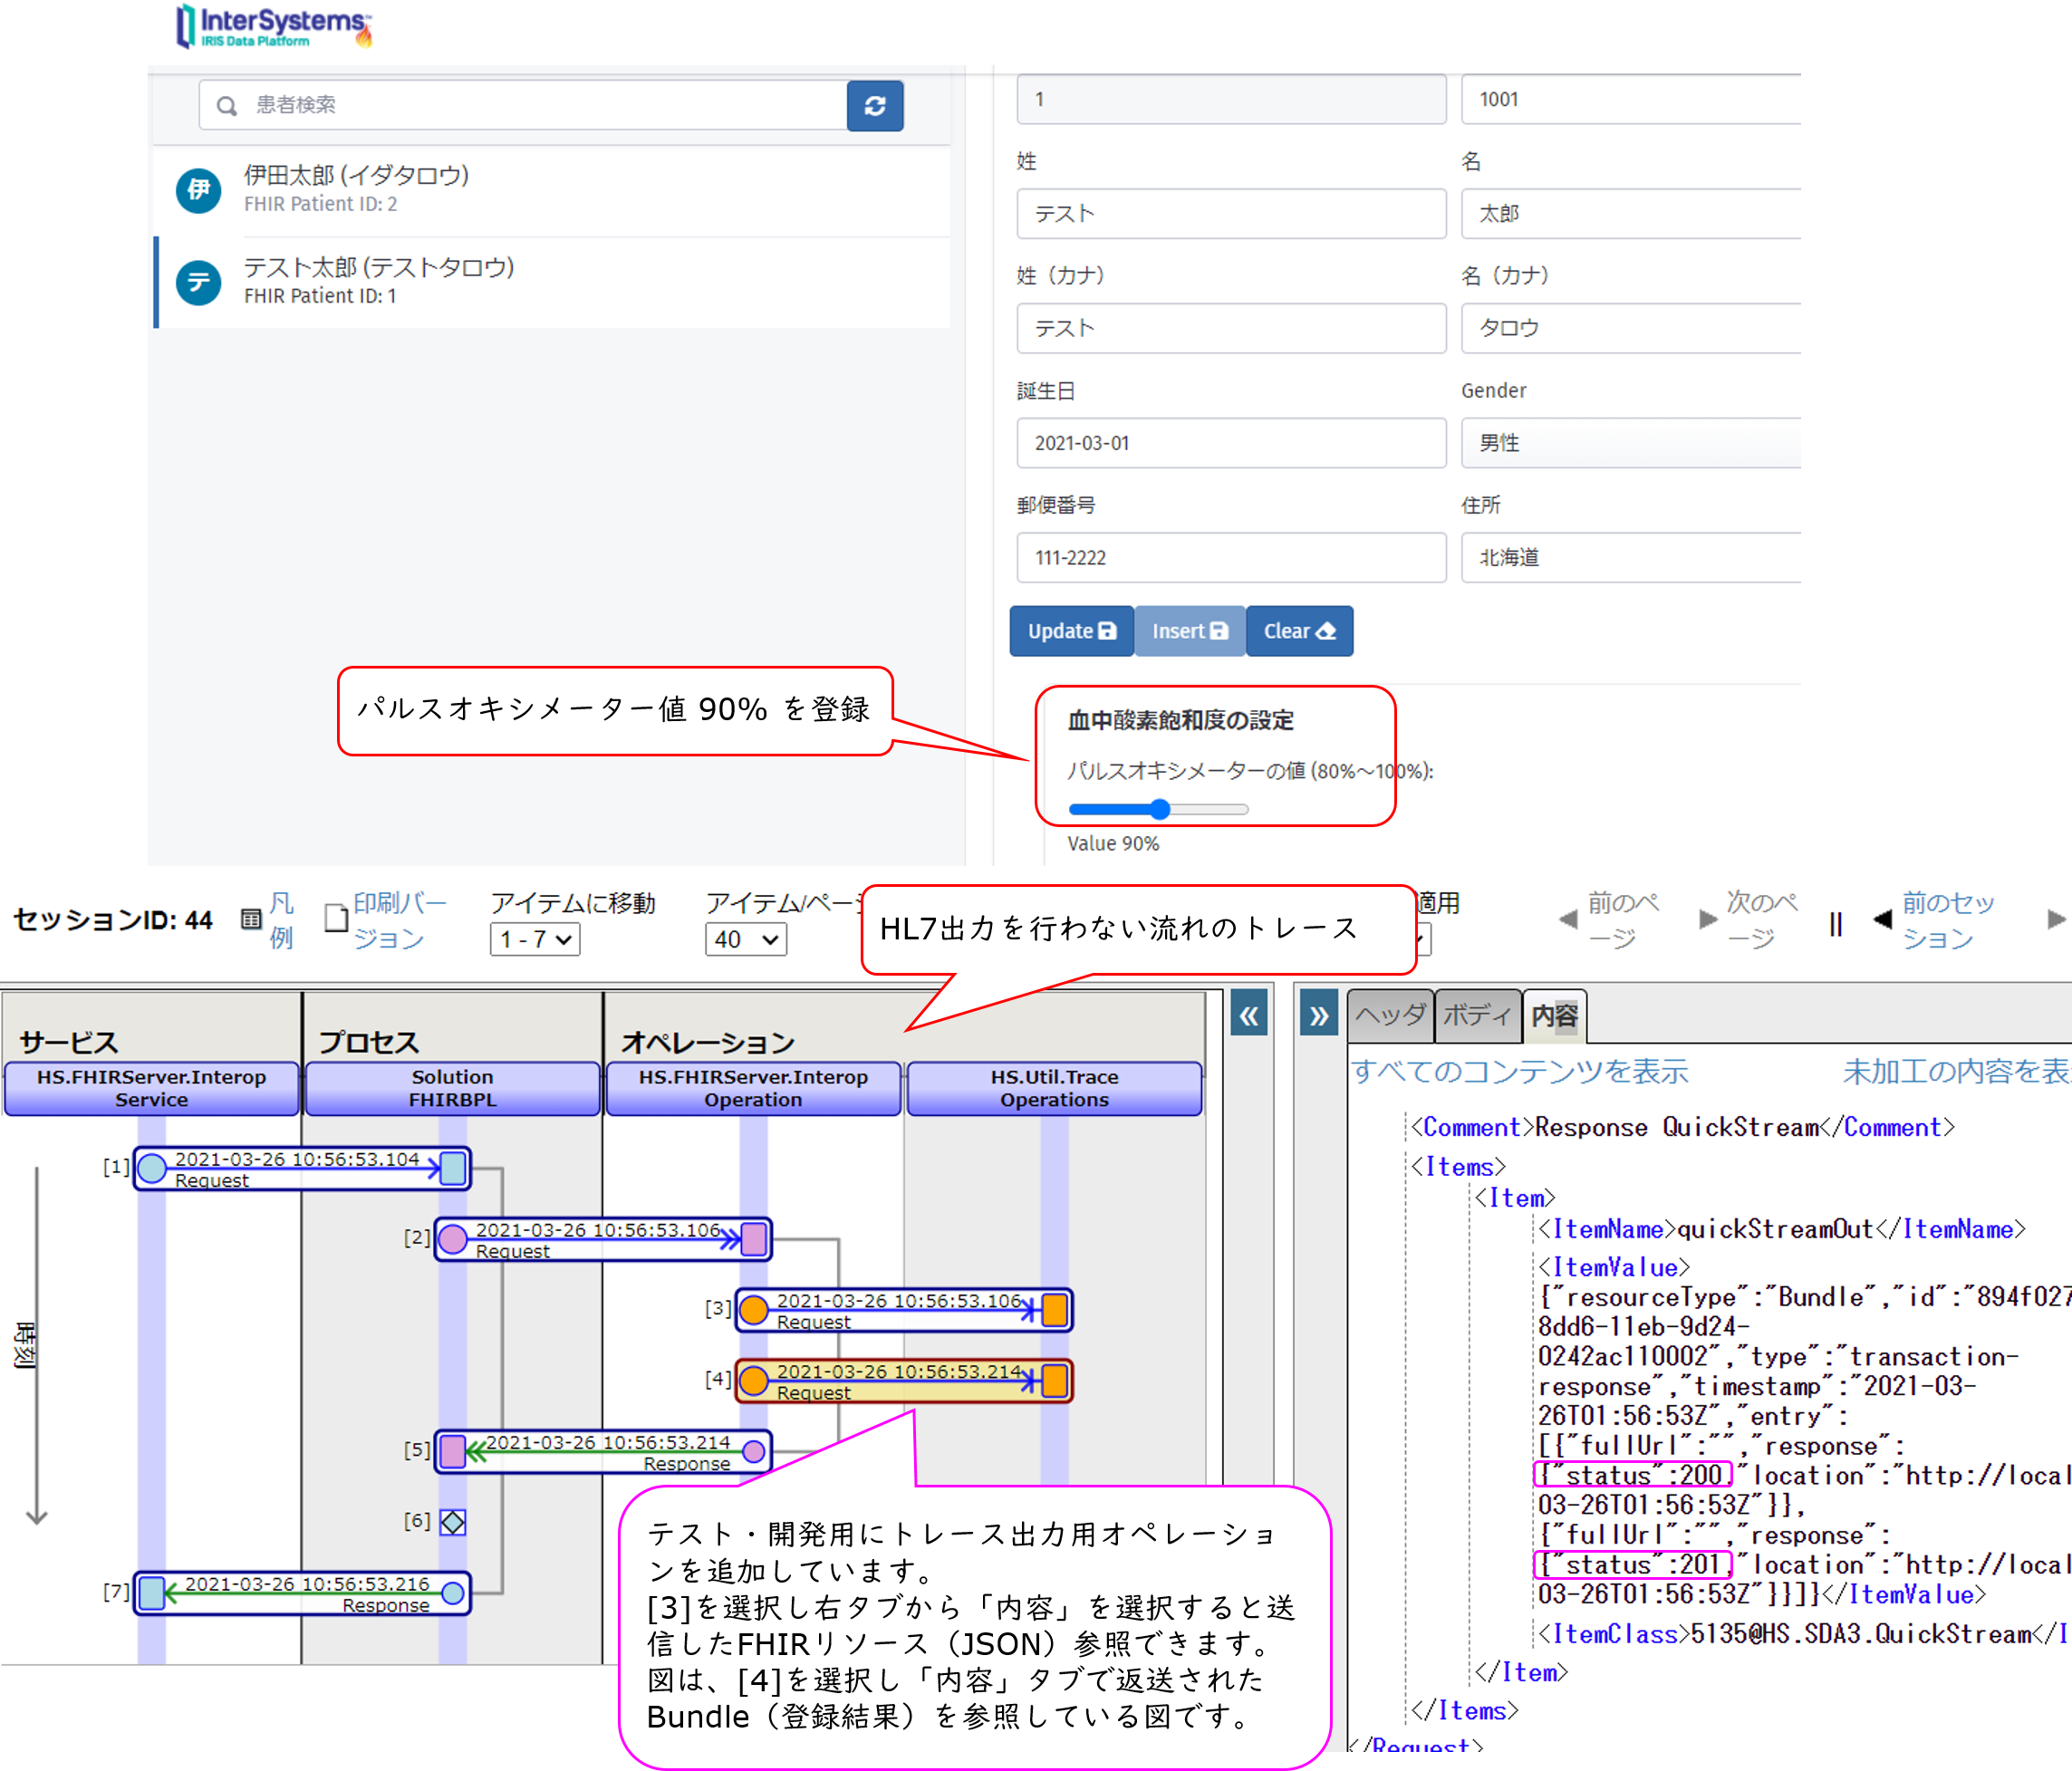 InterSystems™
IRIS Data Platform
患者検索
伊
伊田太郎 (イダタロウ)
FHIR Patient ID: 2
テ
テスト太郎 (テストタロウ)
FHIR Patient ID: 1
1
1001
姓
名
テスト
太郎
姓（カナ）
名（カナ）
テスト
タロウ
誕生日
Gender
2021-03-01
男性
郵便番号
住所
111-2222
北海道
Update
Insert
Clear
パルスオキシメーター値 90% を登録
血中酸素飽和度の設定
パルスオキシメーターの値 (80%〜100%):
Value 90%
セッションID: 44
凡例
印刷バージョン
アイテムに移動
1 - 7
アイテム/ペー
40
HL7出力を行わない流れのトレース
適用
前のページ
次のページ
||
前のセッション
サービス
プロセス
オペレーション
HS.FHIRServer.Interop
Service
Solution
FHIRBPL
HS.FHIRServer.Interop
Operation
HS.Util.Trace
Operations
時刻
[1] 2021-03-26 10:56:53.104
Request
[2] 2021-03-26 10:56:53.106
Request
[3] 2021-03-26 10:56:53.106
Request
[4] 2021-03-26 10:56:53.214
Request
[5] 2021-03-26 10:56:53.214
Response
[6]
[7] 2021-03-26 10:56:53.216
Response
テスト・開発用にトレース出力用オペレーショ
ンを追加しています。
[3]を選択し右タブから「内容」を選択すると送
信したFHIRリソース（JSON）参照できます。
図は、[4]を選択し「内容」タブで返送された
Bundle（登録結果）を参照している図です。
«
»
ヘッダ
ボディ
内容
すべてのコンテンツを表示
未加工の内容を表
<Comment>Response QuickStream</Comment>
<Items>
<Item>
<ItemName>quickStreamOut</ItemName>
<ItemValue>
{"resourceType":"Bundle","id":"894f027
8dd6-11eb-9d24-
0242ac110002","type":"transaction-
response","timestamp":"2021-03-
26T01:56:53Z","entry":
[{"fullUrl":"","response":
{"status":200,"location":"http://local
03-26T01:56:53Z"}},
{"fullUrl":"","response":
{"status":201,"location":"http://local
03-26T01:56:53Z"}}]}</ItemValue>
<ItemClass>5135@HS.SDA3.QuickStream</I
</Item>
</Items>
</Request>